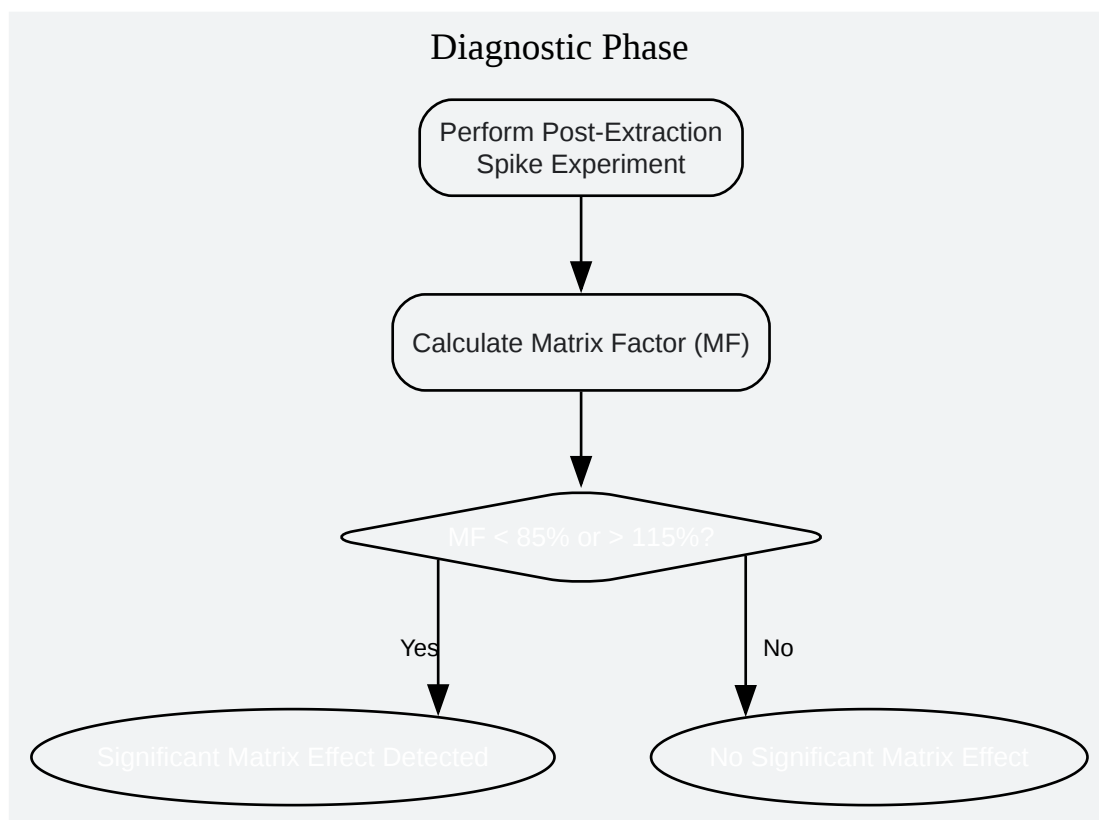 Diagnostic Phase
Perform Post-Extraction
Spike Experiment
Calculate Matrix Factor (MF)
MF < 85% or > 115%?
Yes
No
Significant Matrix Effect Detected
No Significant Matrix Effect